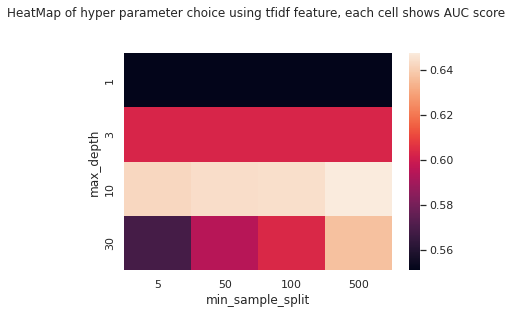 HeatMap of hyper parameter choice using tfidf feature, each cell shows AUC score
max_depth
1
3
10
30
5 50 100 500
min_sample_split
0.64
0.62
0.60
0.58
0.56